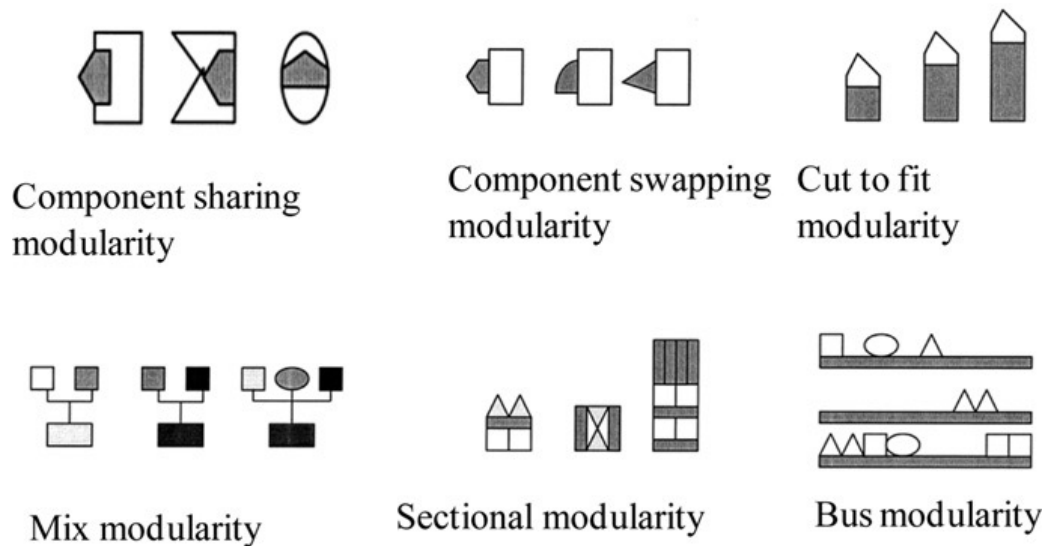 Component sharing
modularity
Component swapping
modularity
Cut to fit
modularity
Mix modularity
Sectional modularity
Bus modularity